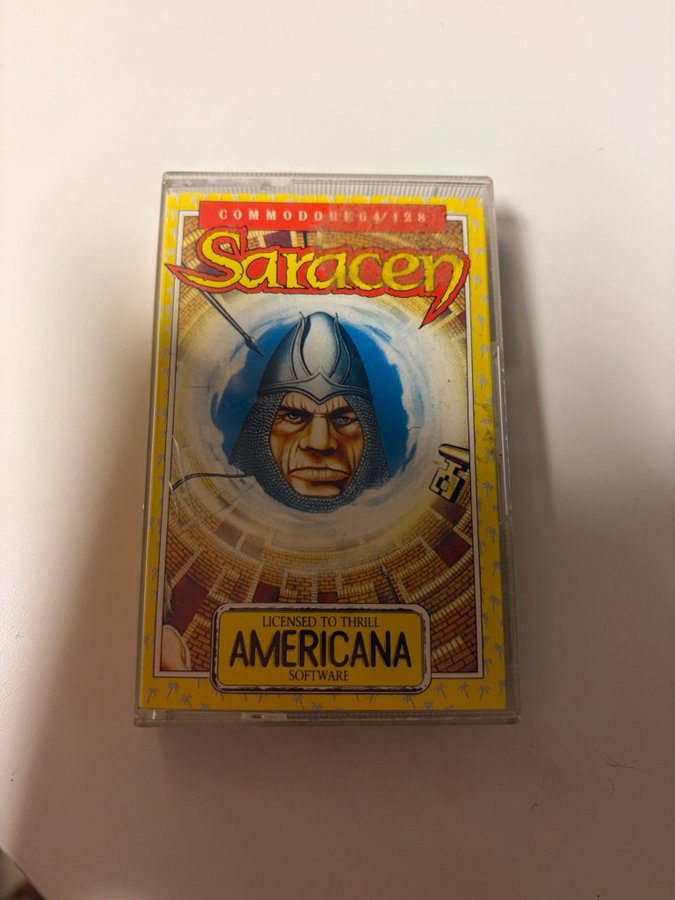 COMMODORE 64/128
Saracen
LICENSED TO THRILL
AMERICANA
SOFTWARE